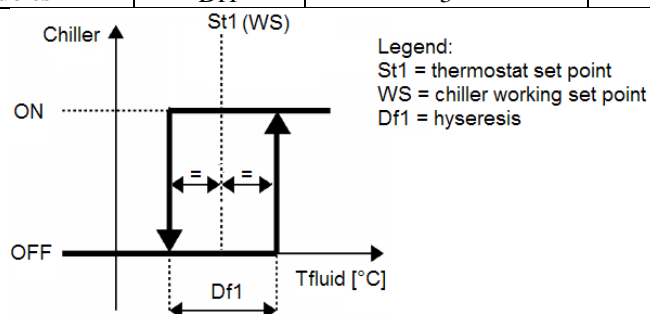 Chiller
St1 (WS)
Legend:
St1 = thermostat set point
WS = chiller working set point
Df1 = hyseresis
ON
= =
OFF
Tfluid [°C]
Df1